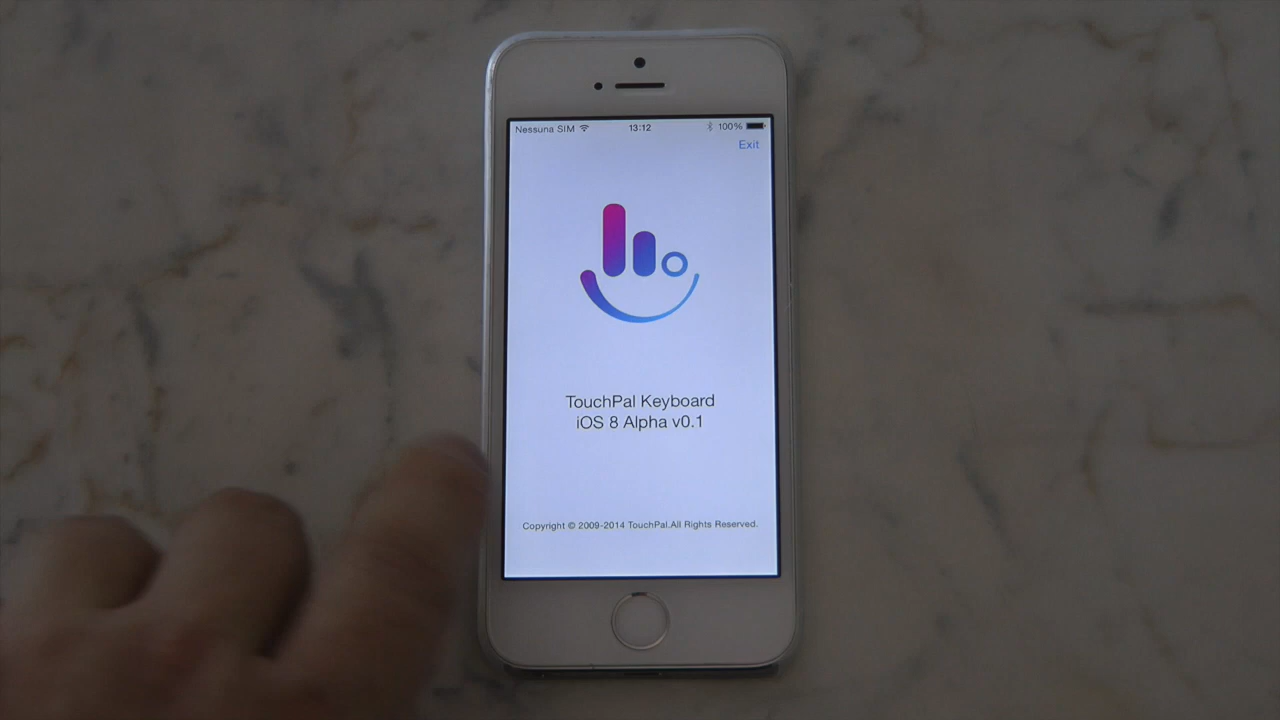 Nessuna SIM 13:12 100%
Exit
TouchPal Keyboard
iOS 8 Alpha v0.1
Copyright © 2009-2014 TouchPal.All Rights Reserved.